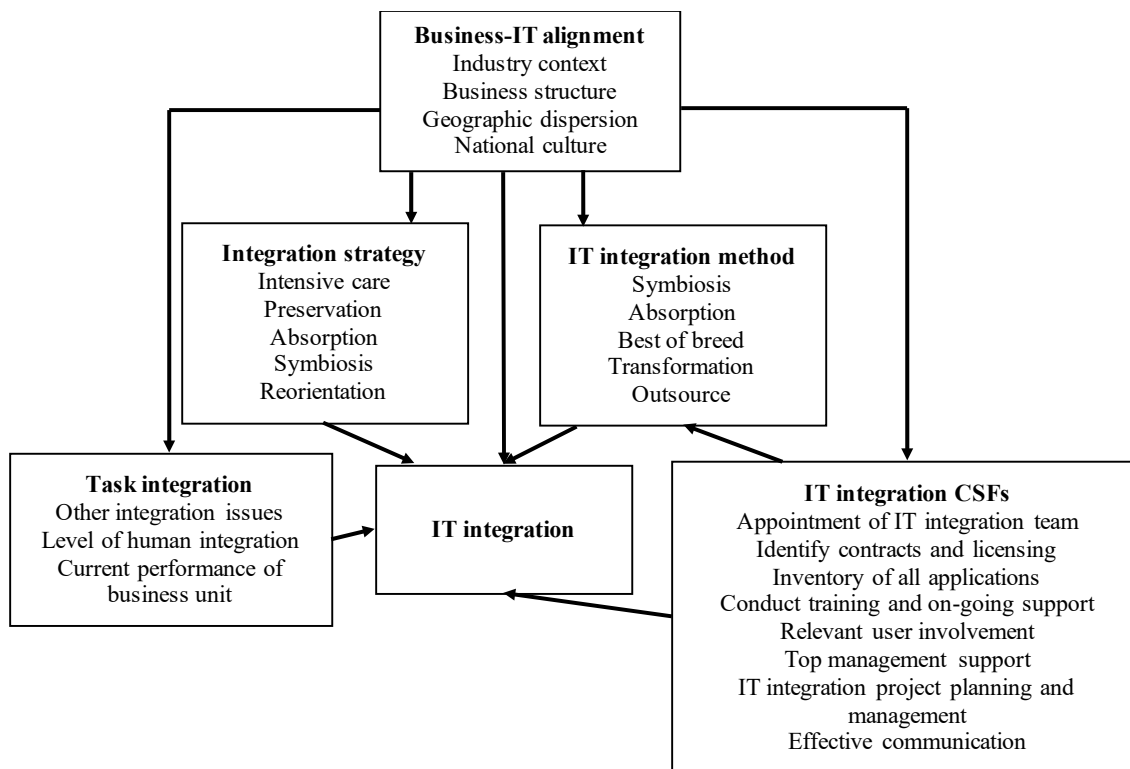 Business-IT alignment
Industry context
Business structure
Geographic dispersion
National culture
Integration strategy
Intensive care
Preservation
Absorption
Symbiosis
Reorientation
IT integration method
Symbiosis
Absorption
Best of breed
Transformation
Outsource
Task integration
Other integration issues
Level of human integration
Current performance of
business unit
IT integration
IT integration CSFs
Appointment of IT integration team
Identify contracts and licensing
Inventory of all applications
Conduct training and on-going support
Relevant user involvement
Top management support
IT integration project planning and
management
Effective communication